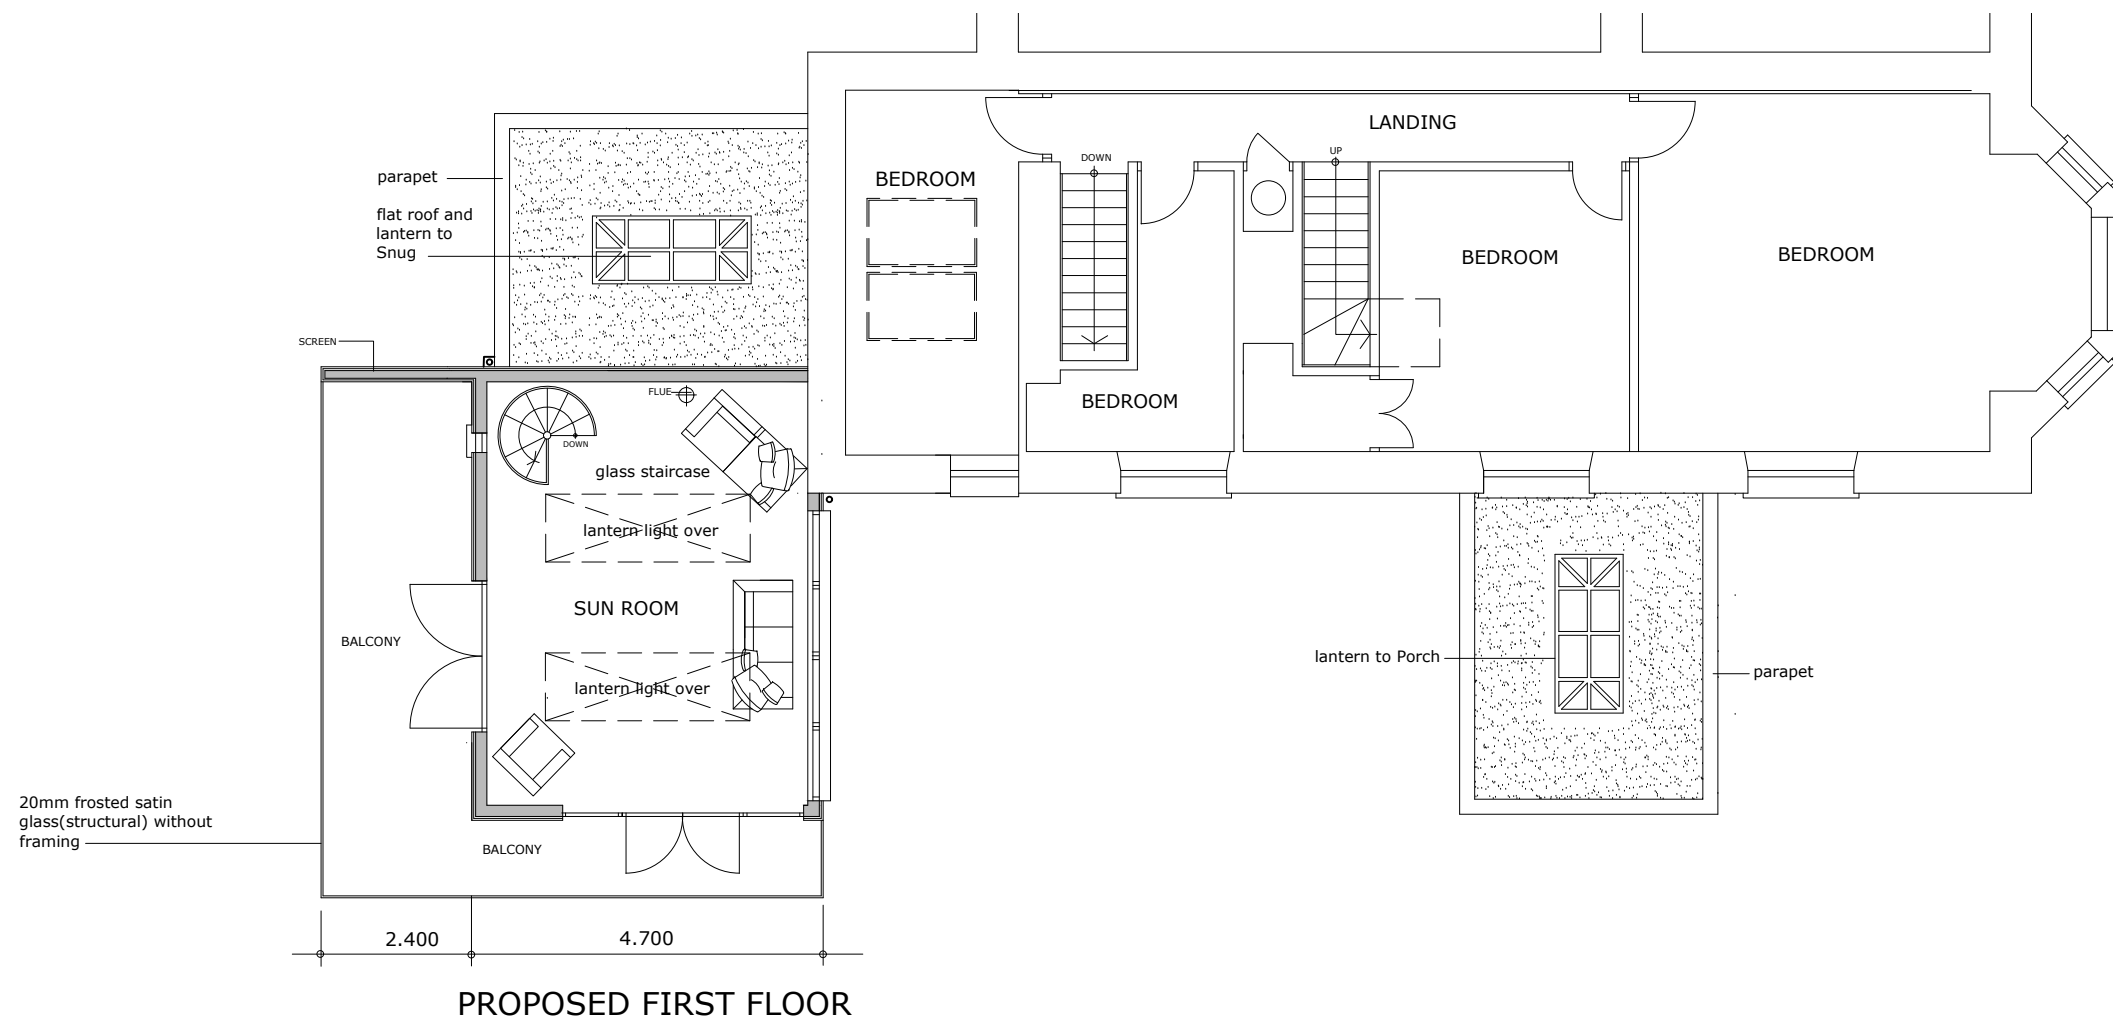 LANDING
UP
DOWN
parapet
BEDROOM
flat roof and
lantern to
Snug
BEDROOM
BEDROOM
SCREEN
FLUE
BEDROOM
DOWN
glass staircase
lantern light over
SUN ROOM
BALCONY
lantern to Porch
parapet
lantern light over
20mm frosted satin
glass(structural) without
framing
BALCONY
2.400
4.700
PROPOSED FIRST FLOOR